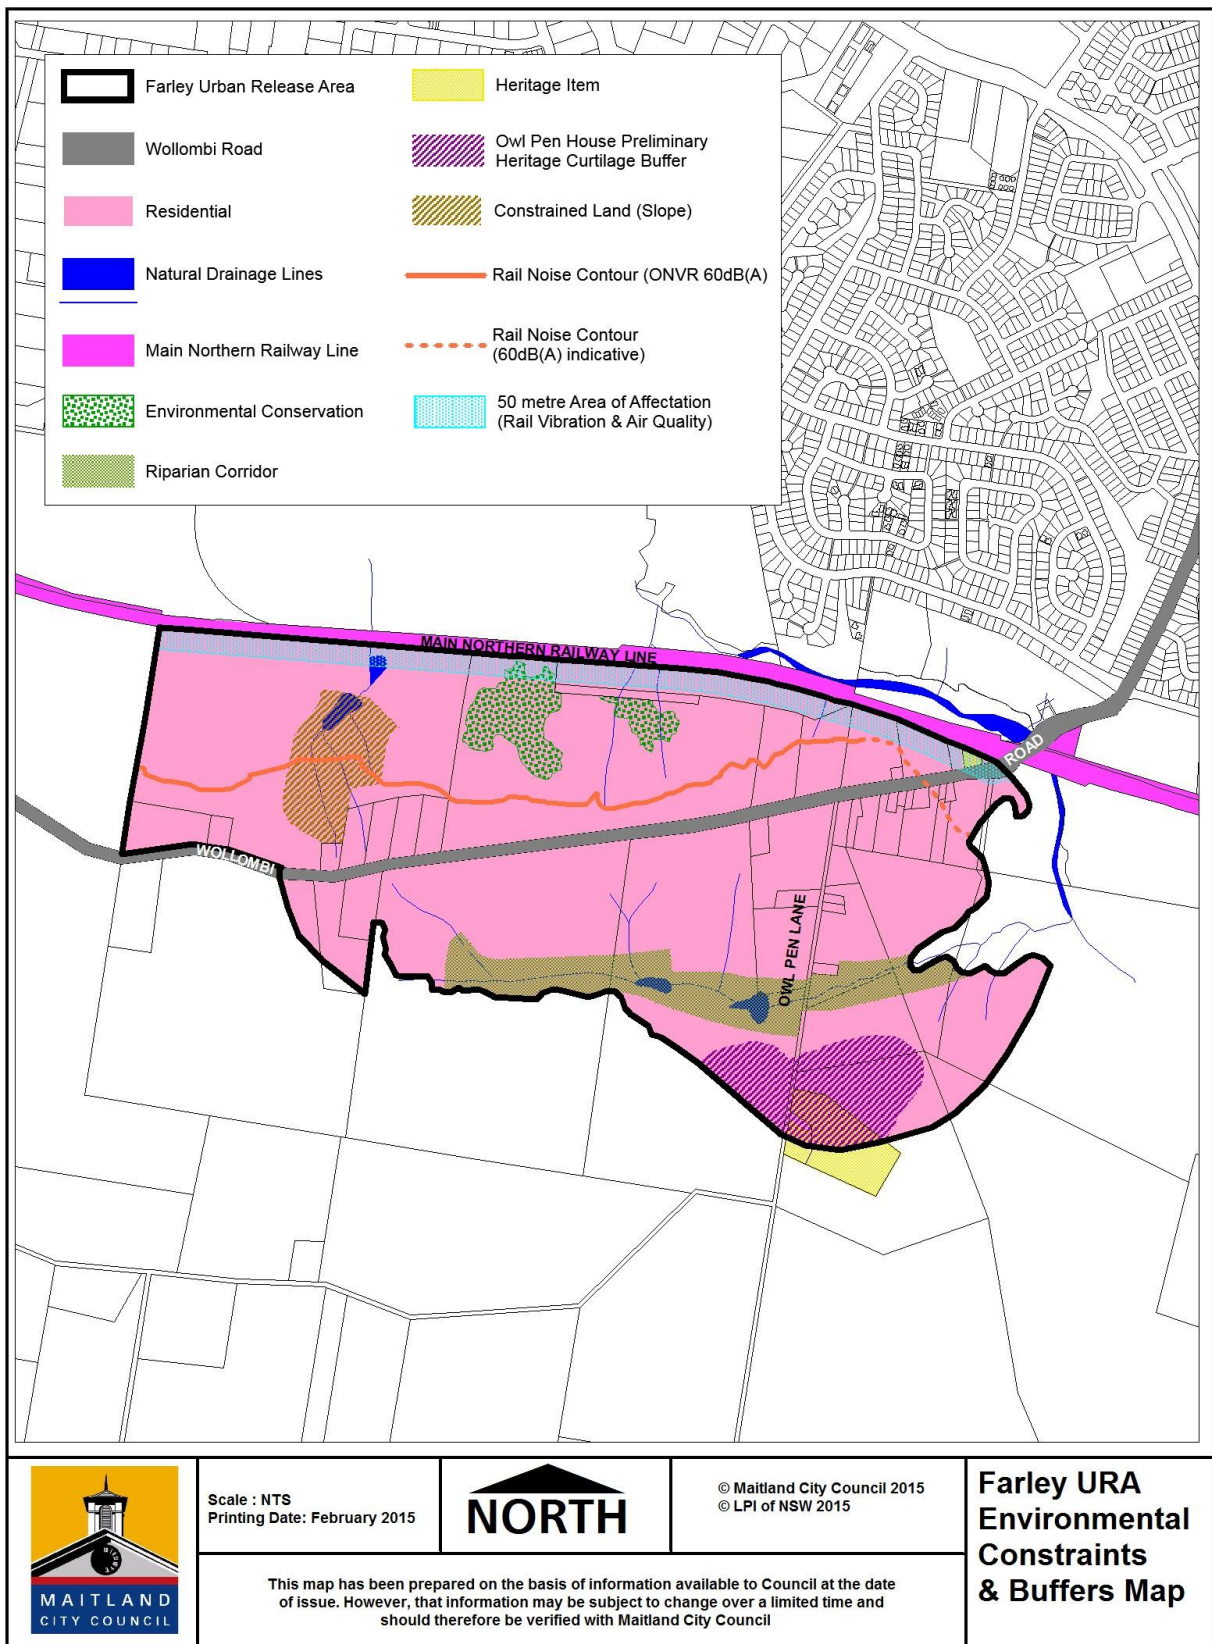 Farley Urban Release Area
Wollombi Road
Residential
Natural Drainage Lines
Main Northern Railway Line
Environmental Conservation
Riparian Corridor
Heritage Item
Owl Pen House Preliminary
Heritage Curtilage Buffer
Constrained Land (Slope)
Rail Noise Contour (ONVR 60dB(A)
Rail Noise Contour
(60dB(A) indicative)
50 metre Area of Affectation
(Rail Vibration & Air Quality)
MAIN NORTHERN RAILWAY LINE
ROAD
WOLLOMBI
OWL PEN LANE
MAITLAND
CITY COUNCIL
Scale : NTS
Printing Date: February 2015
NORTH
© Maitland City Council 2015
© LPI of NSW 2015
This map has been prepared on the basis of information available to Council at the date
of issue. However, that information may be subject to change over a limited time and
should therefore be verified with Maitland City Council
Farley URA
Environmental
Constraints
& Buffers Map